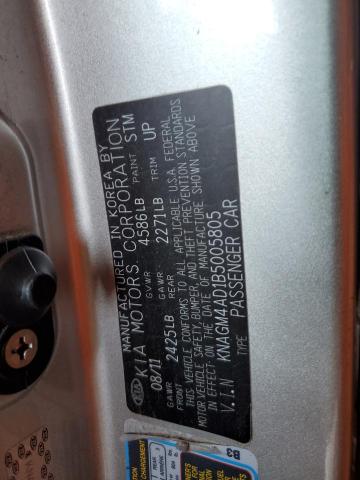 MANUFACTURED IN KOREA BY
KIA KIA MOTORS CORPORATION
08/11 GVWR 4586LB PAINT STM
GAWR FRONT 2425LB GAWR REAR 2271LB TRIM UP
THIS VEHICLE CONFORMS TO ALL APPLICABLE U.S.A FEDERAL
MOTOR VEHICLE SAFETY, BUMPER, AND THEFT PREVENTION STANDARDS
IN EFFECT ON THE DATE OF MANUFACTURE SHOWN ABOVE
V.I.N KNAGM4AD1B5005805
TYPE PASSENGER CAR